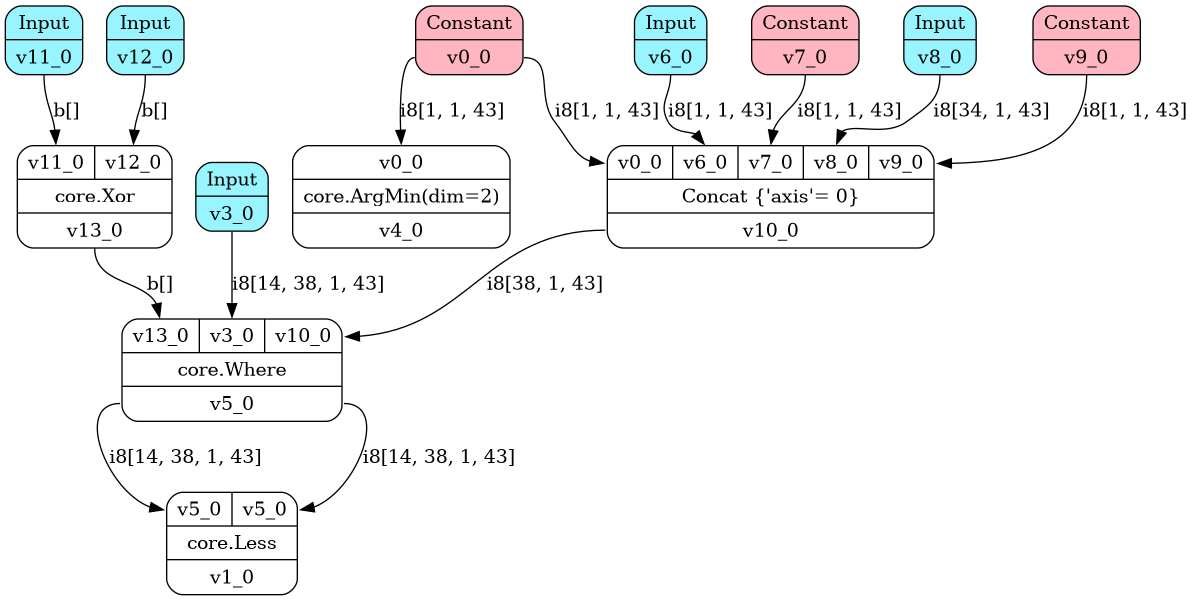 Input
v11_0
Input
v12_0
Constant
v0_0
Input
v6_0
Constant
v7_0
Input
v8_0
Constant
v9_0
b[]
b[]
i8[1, 1, 43]
i8[1, 1, 43]
i8[1, 1, 43]
i8[1, 1, 43]
i8[34, 1, 43]
i8[1, 1, 43]
v11_0 v12_0
core.Xor
v13_0
Input
v3_0
v0_0
core.ArgMin(dim=2)
v4_0
v0_0 v6_0 v7_0 v8_0 v9_0
Concat {'axis'= 0}
v10_0
b[]
i8[14, 38, 1, 43]
i8[38, 1, 43]
v13_0 v3_0 v10_0
core.Where
v5_0
i8[14, 38, 1, 43]
i8[14, 38, 1, 43]
v5_0 v5_0
core.Less
v1_0